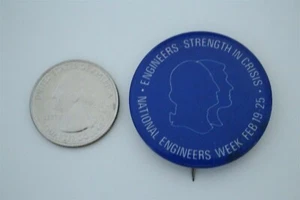 • ENGINEERS STRENGTH IN CRISIS •
NATIONAL ENGINEERS WEEK FEB 19 25